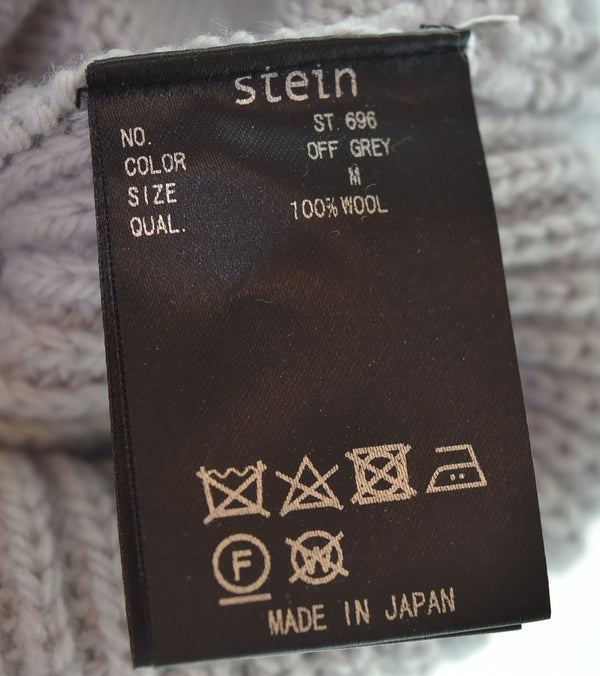 stein
NO. ST. 696
COLOR OFF GREY
SIZE M
QUAL. 100% WOOL
F W
MADE IN JAPAN